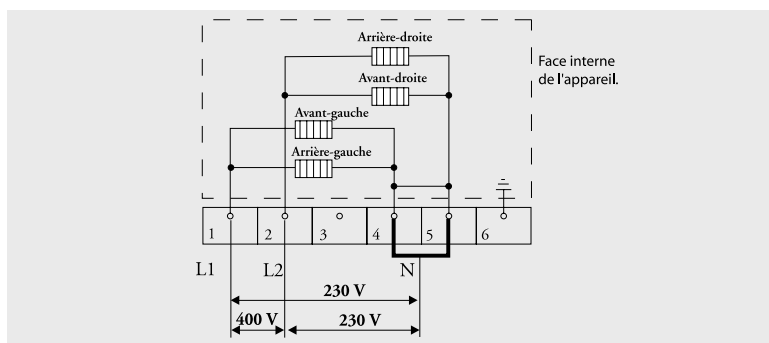 Arrière-droite
Face interne
de l'appareil.
Avant-droite
Avant-gauche
Arrière-gauche
1 2 3 4 5 6
L1 L2 N
230 V
400 V 230 V